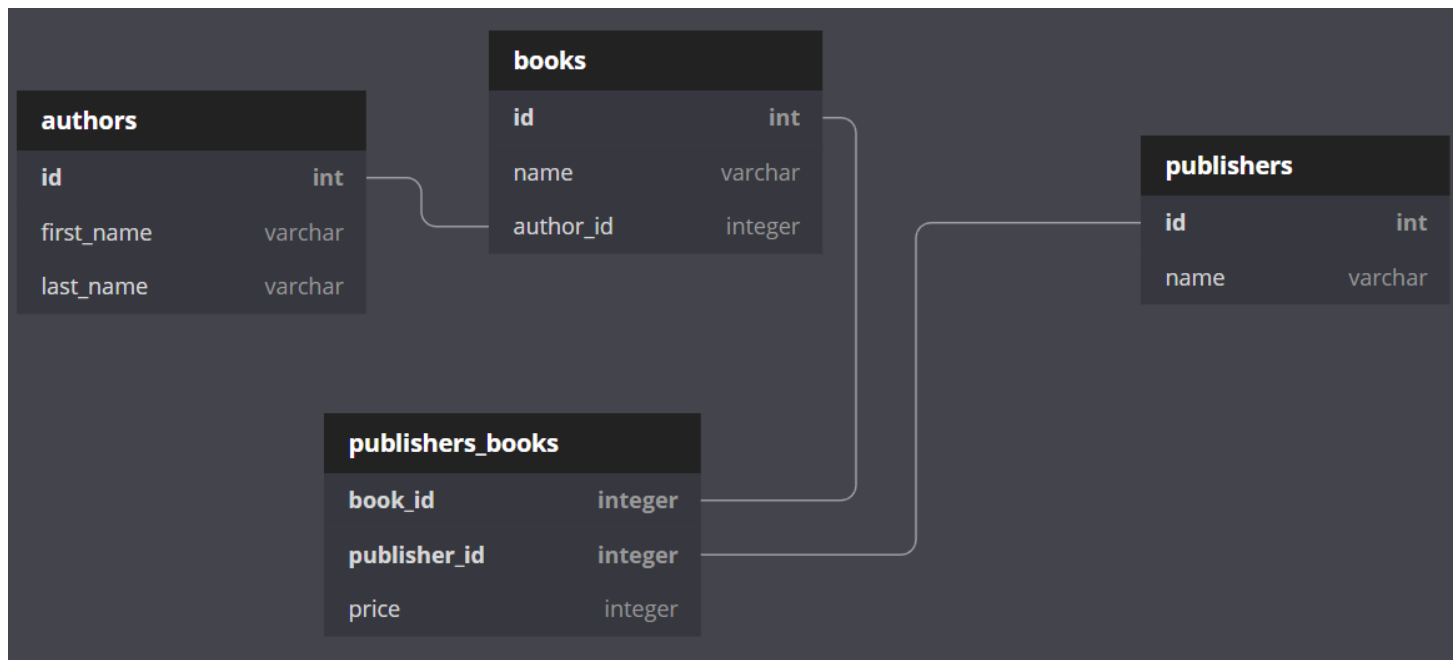 authors
id int
first_name varchar
last_name varchar
books
id int
name varchar
author_id integer
publishers
id int
name varchar
publishers_books
book_id integer
publisher_id integer
price integer